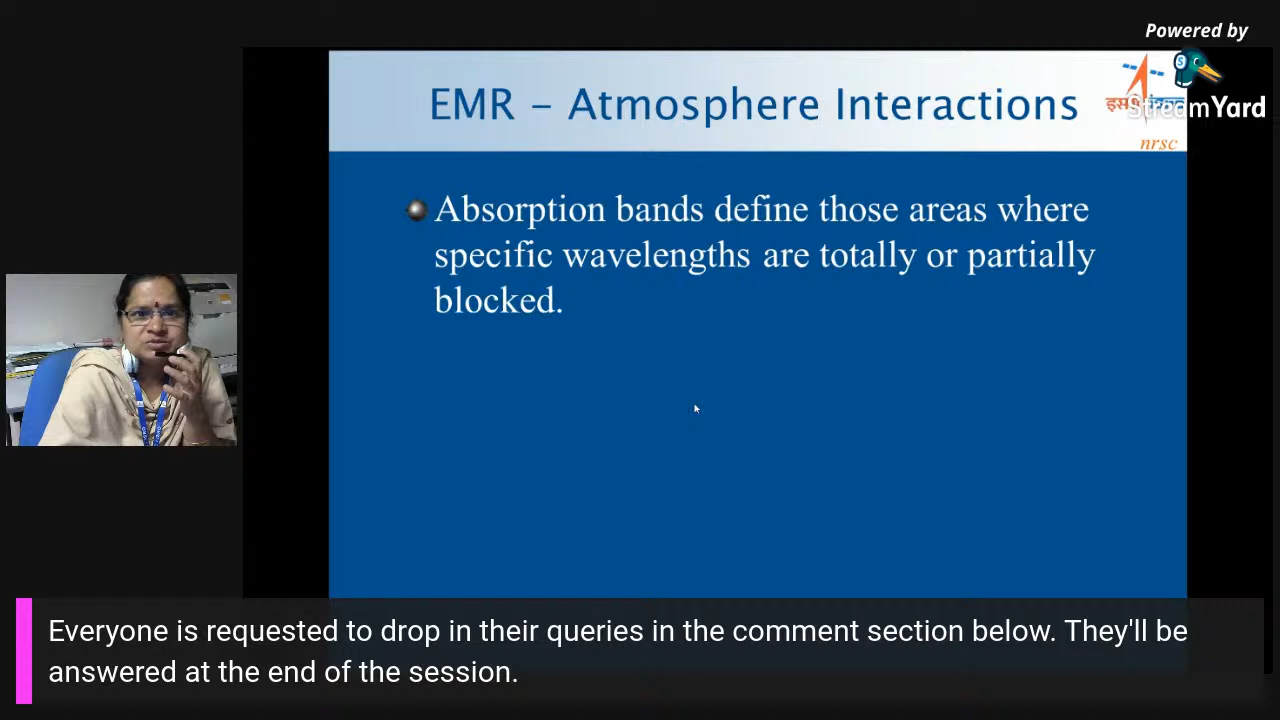 Powered by
StreamYard
EMR – Atmosphere Interactions
nrsc
Absorption bands define those areas where
specific wavelengths are totally or partially
blocked.
Everyone is requested to drop in their queries in the comment section below. They'll be
answered at the end of the session.